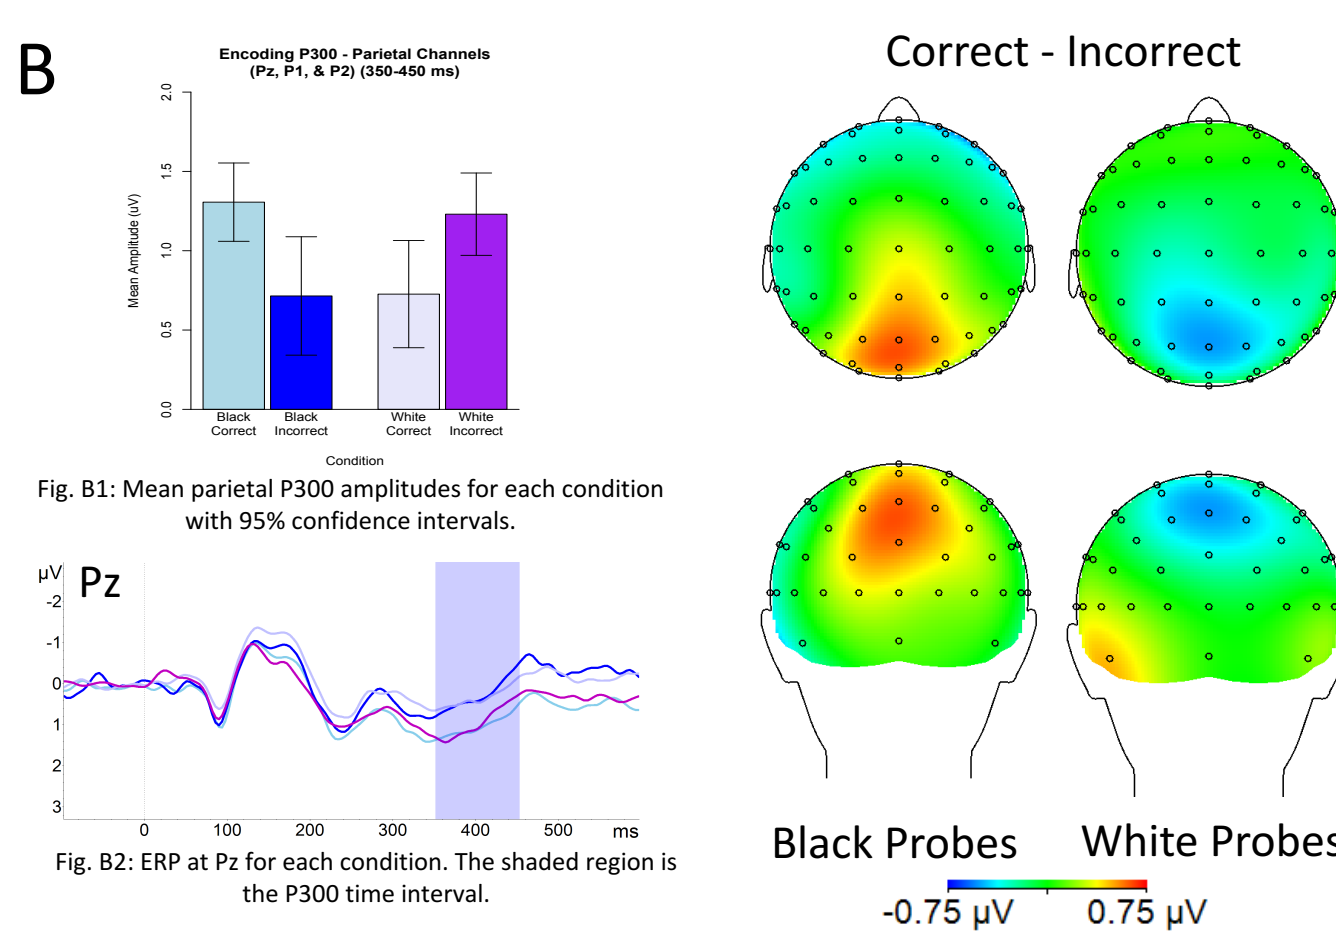 B
Encoding P300 - Parietal Channels
(Pz, P1, & P2) (350-450 ms)
Mean Amplitude (uV)
2.0
1.5
1.0
0.5
0.0
Black Correct
Black Incorrect
White Correct
White Incorrect
Condition
Fig. B1: Mean parietal P300 amplitudes for each condition
with 95% confidence intervals.
µV
Pz
-2
-1
0
1
2
3
0 100 200 300 400 500 ms
Fig. B2: ERP at Pz for each condition. The shaded region is
the P300 time interval.
Correct - Incorrect
Black Probes White Probes
-0.75 µV 0.75 µV